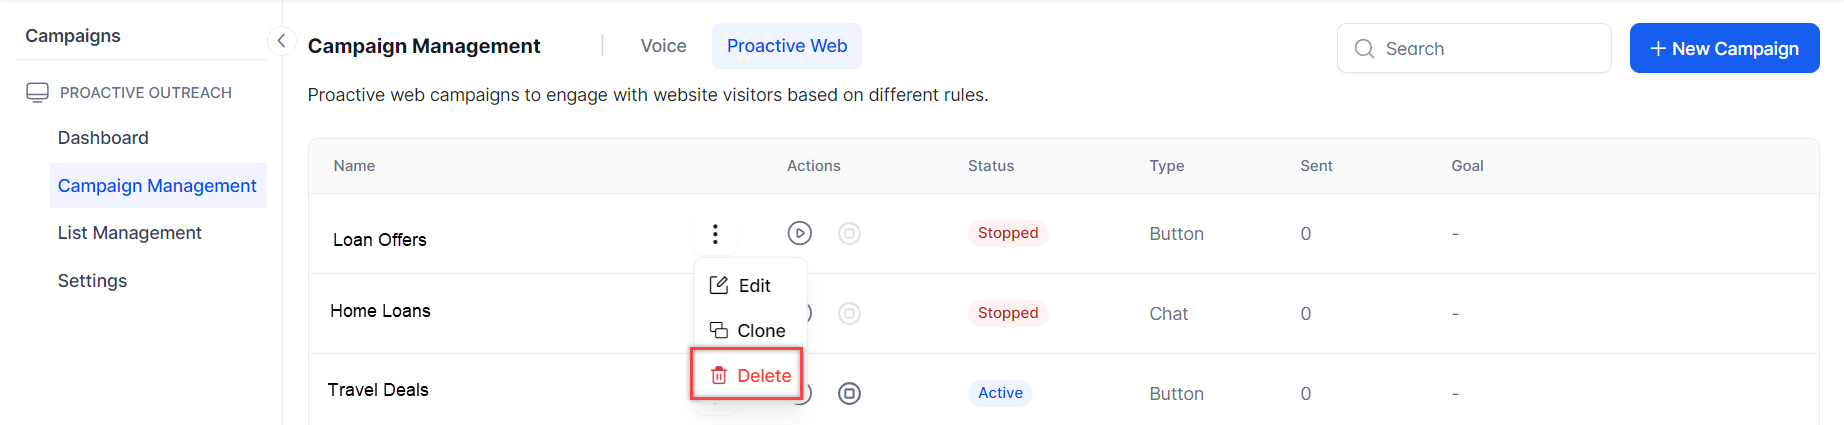 Campaigns
PROACTIVE OUTREACH
Dashboard
Campaign Management
List Management
Settings
Campaign Management Voice Proactive Web Search + New Campaign
Proactive web campaigns to engage with website visitors based on different rules.
Name Actions Status Type Sent Goal
Loan Offers Stopped Button 0 -
Edit
Clone
Delete
Home Loans Stopped Chat 0 -
Travel Deals Active Button 0 -